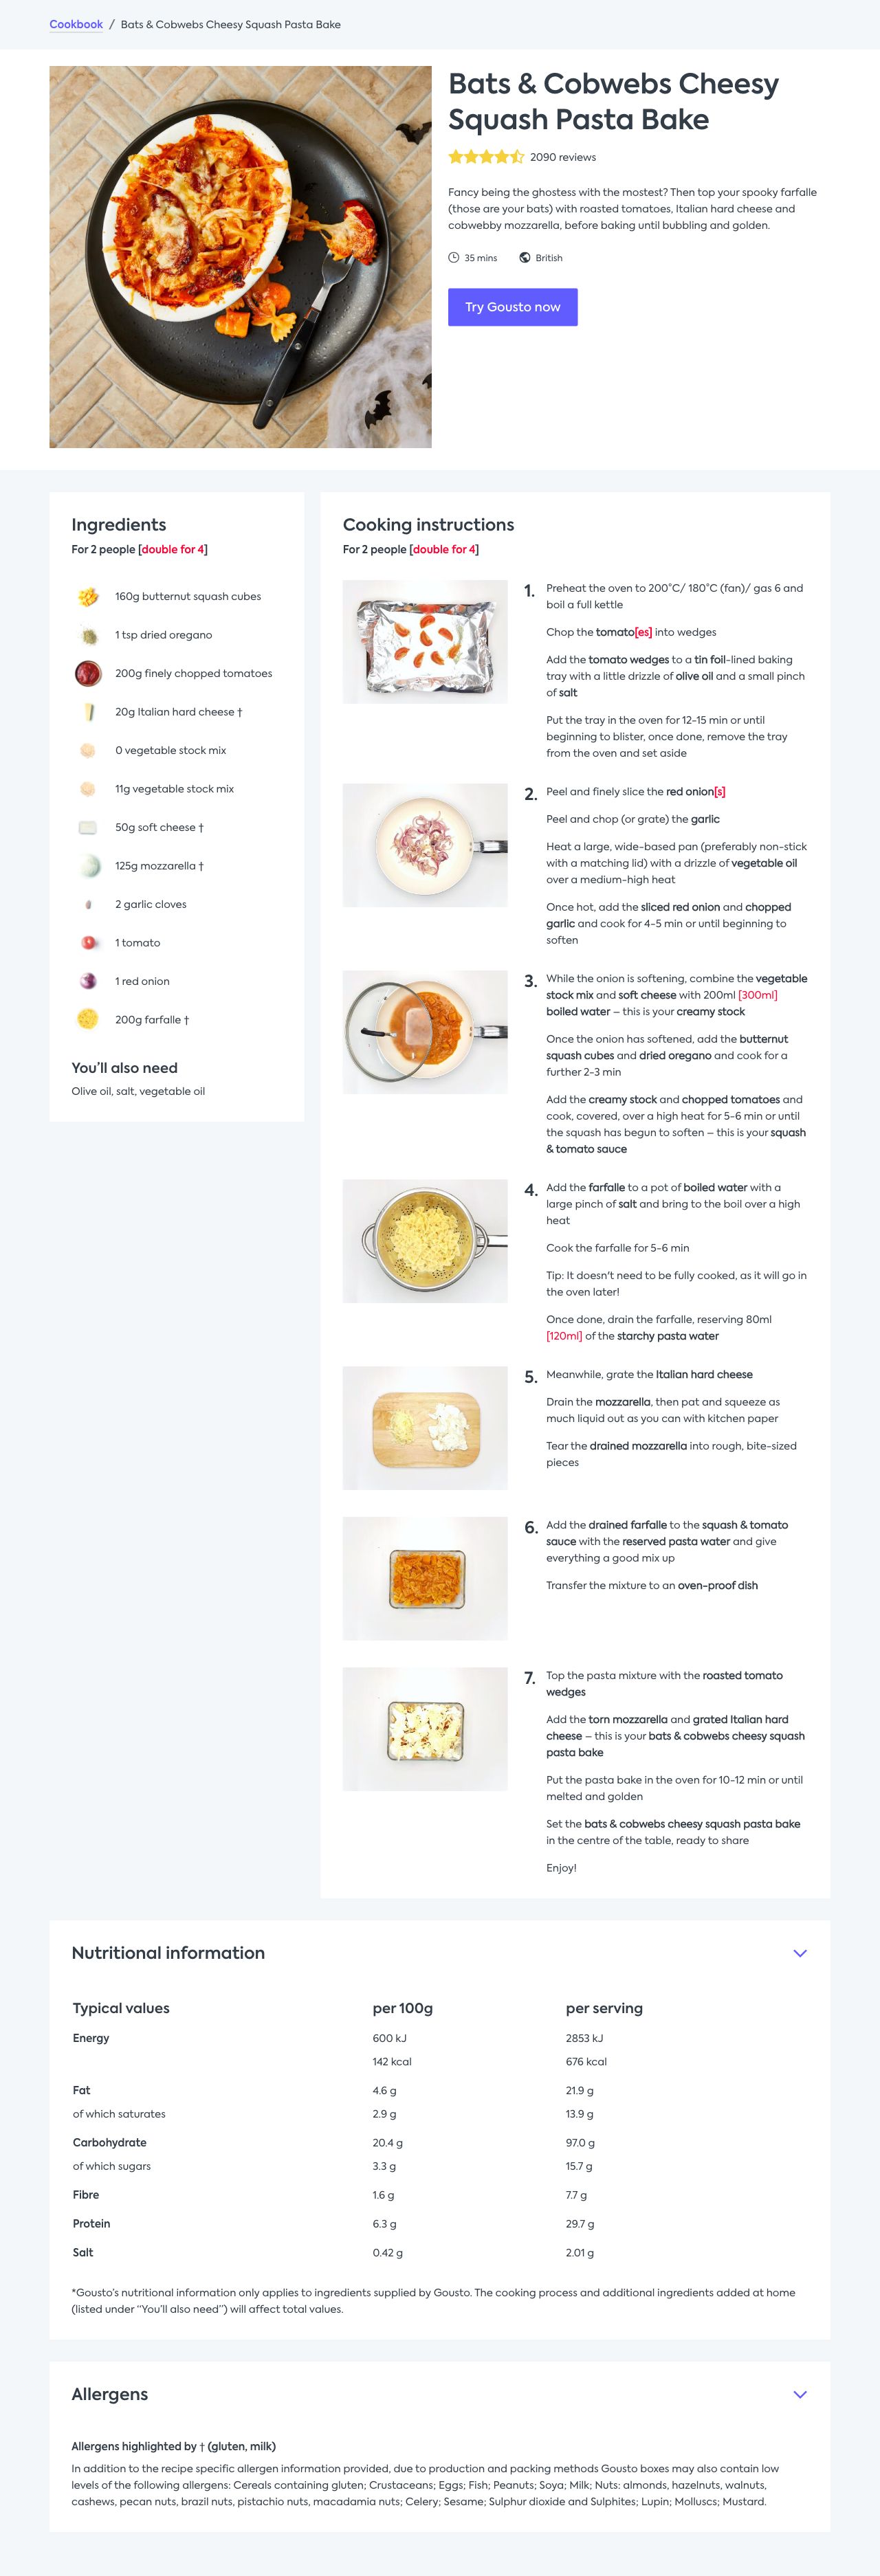 Cookbook / Bats & Cobwebs Cheesy Squash Pasta Bake
Bats & Cobwebs Cheesy
Squash Pasta Bake
2090 reviews
Fancy being the ghostess with the mostest? Then top your spooky farfalle
(those are your bats) with roasted tomatoes, Italian hard cheese and
cobwebby mozzarella, before baking until bubbling and golden.
35 mins British
Try Gousto now
Ingredients
For 2 people [double for 4]
160g butternut squash cubes
1 tsp dried oregano
200g finely chopped tomatoes
20g Italian hard cheese †
0 vegetable stock mix
11g vegetable stock mix
50g soft cheese †
125g mozzarella †
2 garlic cloves
1 tomato
1 red onion
200g farfalle †
You'll also need
Olive oil, salt, vegetable oil
Cooking instructions
For 2 people [double for 4]
1. Preheat the oven to 200°C/ 180°C (fan)/ gas 6 and
boil a full kettle
Chop the tomato[es] into wedges
Add the tomato wedges to a tin foil-lined baking
tray with a little drizzle of olive oil and a small pinch
of salt
Put the tray in the oven for 12-15 min or until
beginning to blister, once done, remove the tray
from the oven and set aside
2. Peel and finely slice the red onion[s]
Peel and chop (or grate) the garlic
Heat a large, wide-based pan (preferably non-stick
with a matching lid) with a drizzle of vegetable oil
over a medium-high heat
Once hot, add the sliced red onion and chopped
garlic and cook for 4-5 min or until beginning to
soften
3. While the onion is softening, combine the vegetable
stock mix and soft cheese with 200ml [300ml]
boiled water – this is your creamy stock
Once the onion has softened, add the butternut
squash cubes and dried oregano and cook for a
further 2-3 min
Add the creamy stock and chopped tomatoes and
cook, covered, over a high heat for 5-6 min or until
the squash has begun to soften – this is your squash
& tomato sauce
4. Add the farfalle to a pot of boiled water with a
large pinch of salt and bring to the boil over a high
heat
Cook the farfalle for 5-6 min
Tip: It doesn't need to be fully cooked, as it will go in
the oven later!
Once done, drain the farfalle, reserving 80ml
[120ml] of the starchy pasta water
5. Meanwhile, grate the Italian hard cheese
Drain the mozzarella, then pat and squeeze as
much liquid out as you can with kitchen paper
Tear the drained mozzarella into rough, bite-sized
pieces
6. Add the drained farfalle to the squash & tomato
sauce with the reserved pasta water and give
everything a good mix up
Transfer the mixture to an oven-proof dish
7. Top the pasta mixture with the roasted tomato
wedges
Add the torn mozzarella and grated Italian hard
cheese – this is your bats & cobwebs cheesy squash
pasta bake
Put the pasta bake in the oven for 10-12 min or until
melted and golden
Set the bats & cobwebs cheesy squash pasta bake
in the centre of the table, ready to share
Enjoy!
Nutritional information
Typical values per 100g per serving
Energy 600 kJ 2853 kJ
142 kcal 676 kcal
Fat 4.6 g 21.9 g
of which saturates 2.9 g 13.9 g
Carbohydrate 20.4 g 97.0 g
of which sugars 3.3 g 15.7 g
Fibre 1.6 g 7.7 g
Protein 6.3 g 29.7 g
Salt 0.42 g 2.01 g
*Gousto's nutritional information only applies to ingredients supplied by Gousto. The cooking process and additional ingredients added at home
(listed under "You'll also need") will affect total values.
Allergens
Allergens highlighted by † (gluten, milk)
In addition to the recipe specific allergen information provided, due to production and packing methods Gousto boxes may also contain low
levels of the following allergens: Cereals containing gluten; Crustaceans; Eggs; Fish; Peanuts; Soya; Milk; Nuts: almonds, hazelnuts, walnuts,
cashews, pecan nuts, brazil nuts, pistachio nuts, macadamia nuts; Celery; Sesame; Sulphur dioxide and Sulphites; Lupin; Molluscs; Mustard.